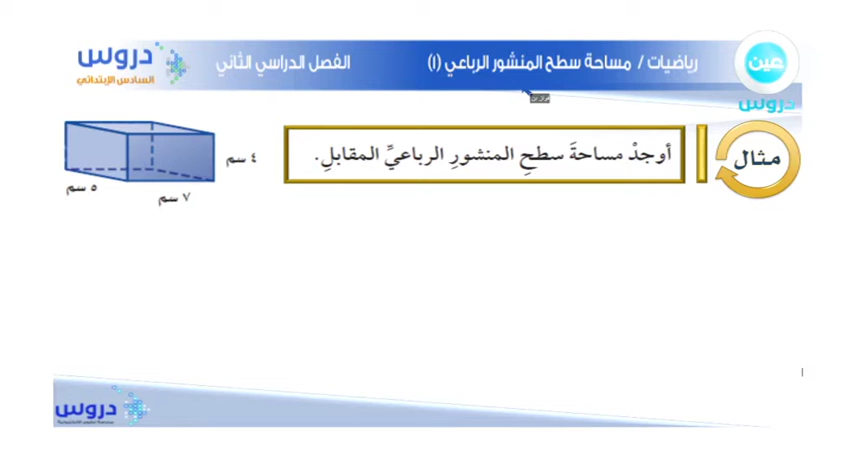 عين
دروس
رياضيات / مساحة سطح المنشور الرباعي (١)
الفصل الدراسي الثاني
دروس
السادس الإبتدائي
مثال
أوجدْ مساحةَ سطحِ المنشورِ الرباعيِّ المقابلِ.
٤ سم
٥ سم
٧ سم
دروس